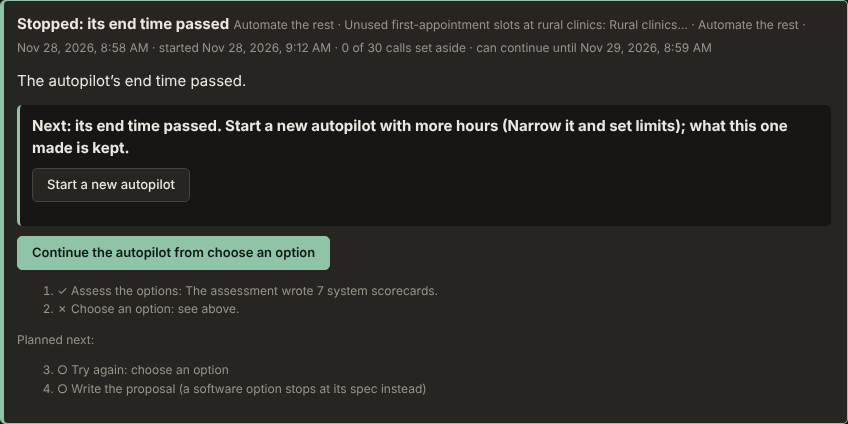 Stopped: its end time passed Automate the rest · Unused first-appointment slots at rural clinics: Rural clinics... · Automate the rest ·
Nov 28, 2026, 8:58 AM · started Nov 28, 2026, 9:12 AM · 0 of 30 calls set aside · can continue until Nov 29, 2026, 8:59 AM
The autopilot's end time passed.
Next: its end time passed. Start a new autopilot with more hours (Narrow it and set limits); what this one
made is kept.
Start a new autopilot
Continue the autopilot from choose an option
1. ✓ Assess the options: The assessment wrote 7 system scorecards.
2. × Choose an option: see above.
Planned next:
3. ○ Try again: choose an option
4. ○ Write the proposal (a software option stops at its spec instead)